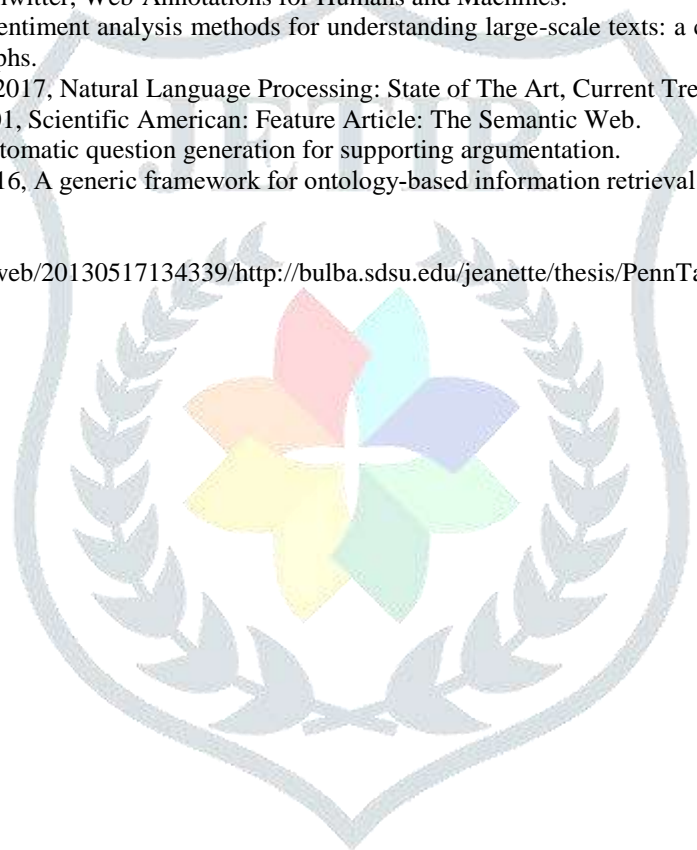 witter, Web Annotations for Humans and Machines.
entiment analysis methods for understanding large-scale texts: a
phs.
2017, Natural Language Processing: State of The Art, Current
Scientific American: Feature Article: The Semantic Web.
tomatic question generation for supporting argumentation.
16, A generic framework for ontology-based information retrieval
web/20130517134339/http://bulba.sdsu.edu/jeanette/thesis/PennTa
JETIR